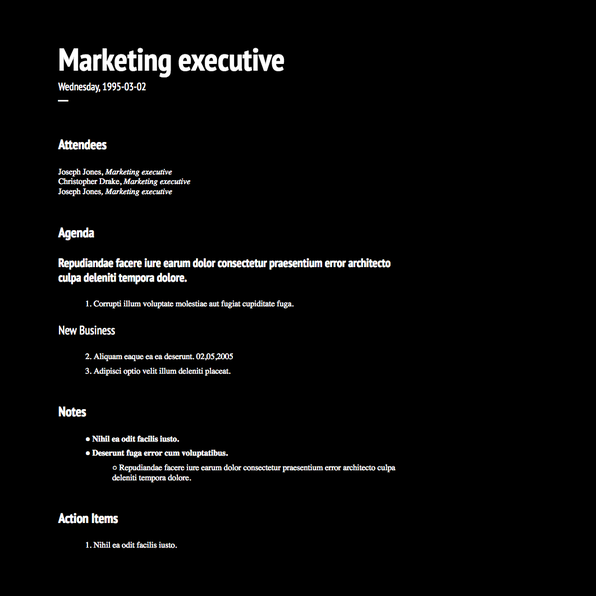 Marketing executive
Wednesday, 1995-03-02
—
Attendees
Joseph Jones, Marketing executive
Christopher Drake, Marketing executive
Joseph Jones, Marketing executive
Agenda
Repudiandae facere iure earum dolor consectetur praesentium error architecto
culpa deleniti tempora dolore.
1. Corrupti illum voluptate molestiae aut fugiat cupiditate fuga.
New Business
2. Aliquam eaque ea ea deserunt. 02,05,2005
3. Adipisci optio velit illum deleniti placeat.
Notes
● Nihil ea odit facilis iusto.
● Deserunt fuga error cum voluptatibus.
○ Repudiandae facere iure earum dolor consectetur praesentium error architecto culpa
deleniti tempora dolore.
Action Items
1. Nihil ea odit facilis iusto.